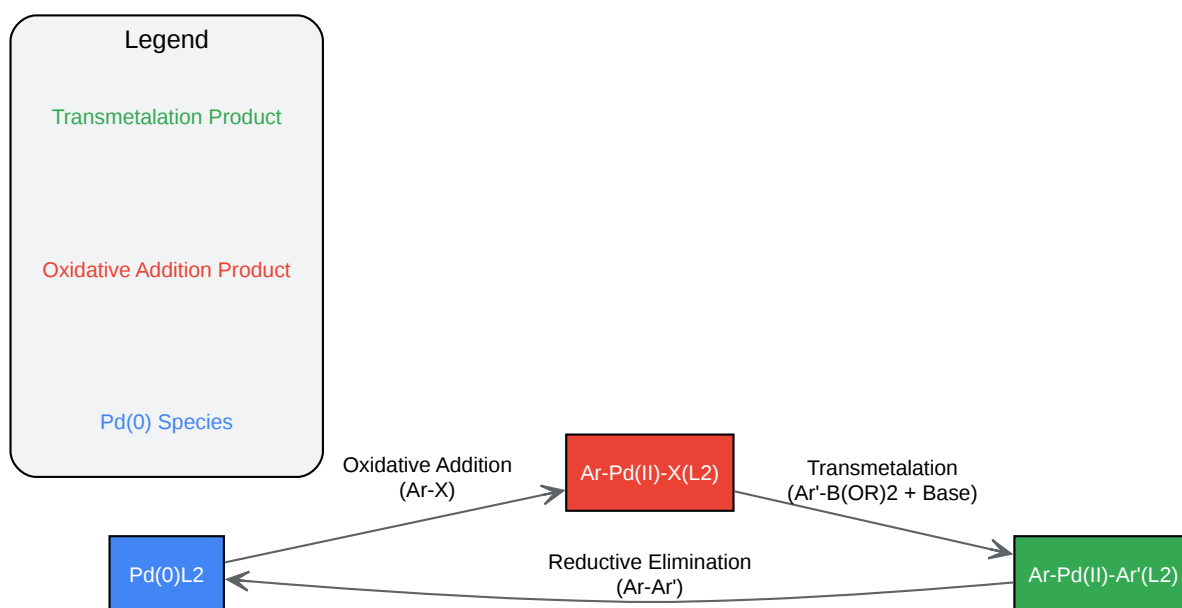 Legend
Transmetalation Product
Oxidative Addition Product
Pd(0) Species
Oxidative Addition
(Ar-X)
Ar-Pd(II)-X(L2)
Transmetalation
(Ar'-B(OR)2 + Base)
Pd(0)L2
Reductive Elimination
(Ar-Ar')
Ar-Pd(II)-Ar'(L2)